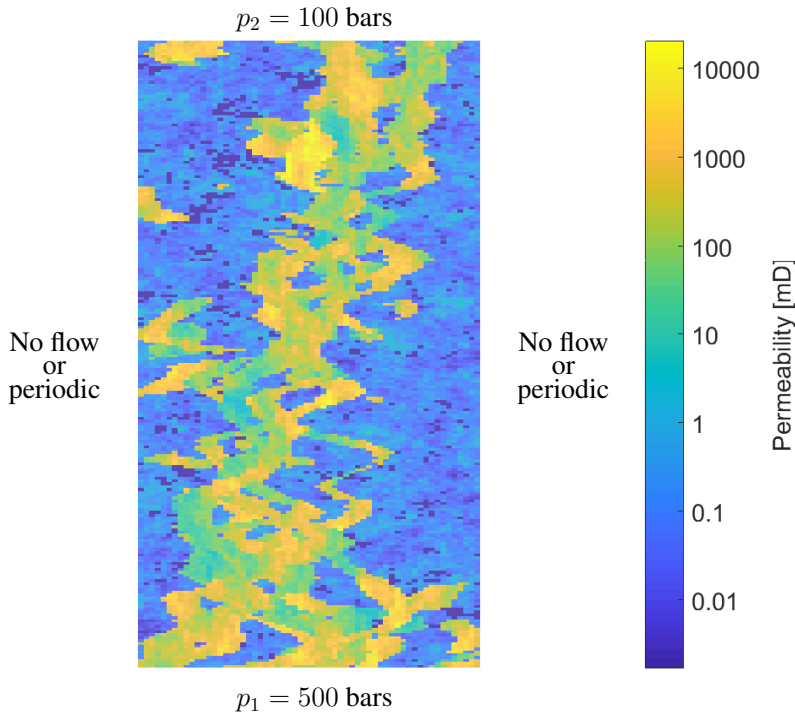 p₂ = 100 bars
No flow
or
periodic
No flow
or
periodic
10000
1000
100
10
1
0.1
0.01
Permeability [mD]
p₁ = 500 bars